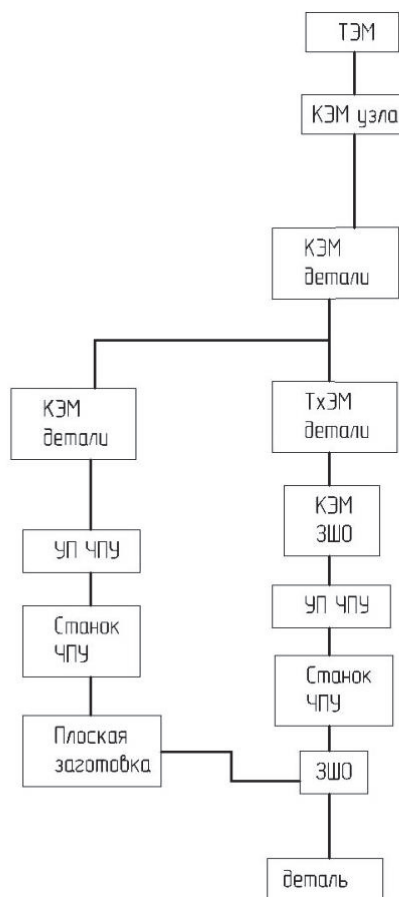 ТЭМ
КЭМ узла
КЭМ
детали
КЭМ
детали
ТхЭМ
детали
КЭМ
ЗШО
УП ЧПУ
УП ЧПУ
Станок
ЧПУ
Станок
ЧПУ
Плоская
заготовка
ЗШО
деталь